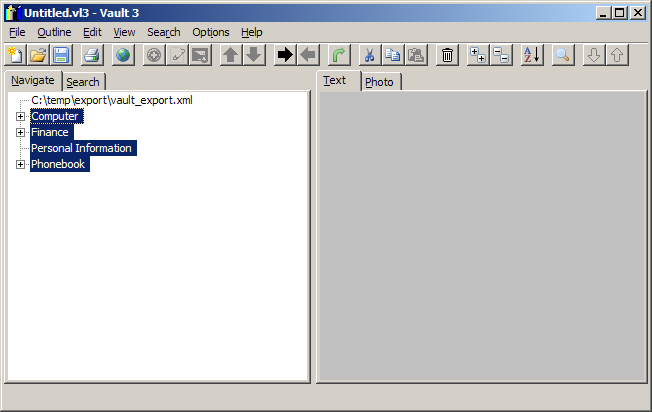 Untitled.vl3 - Vault 3
File Outline Edit View Search Options Help
A
Z
Navigate Search
Text Photo
C:\temp\export\vault_export.xml
Computer
Finance
Personal Information
Phonebook